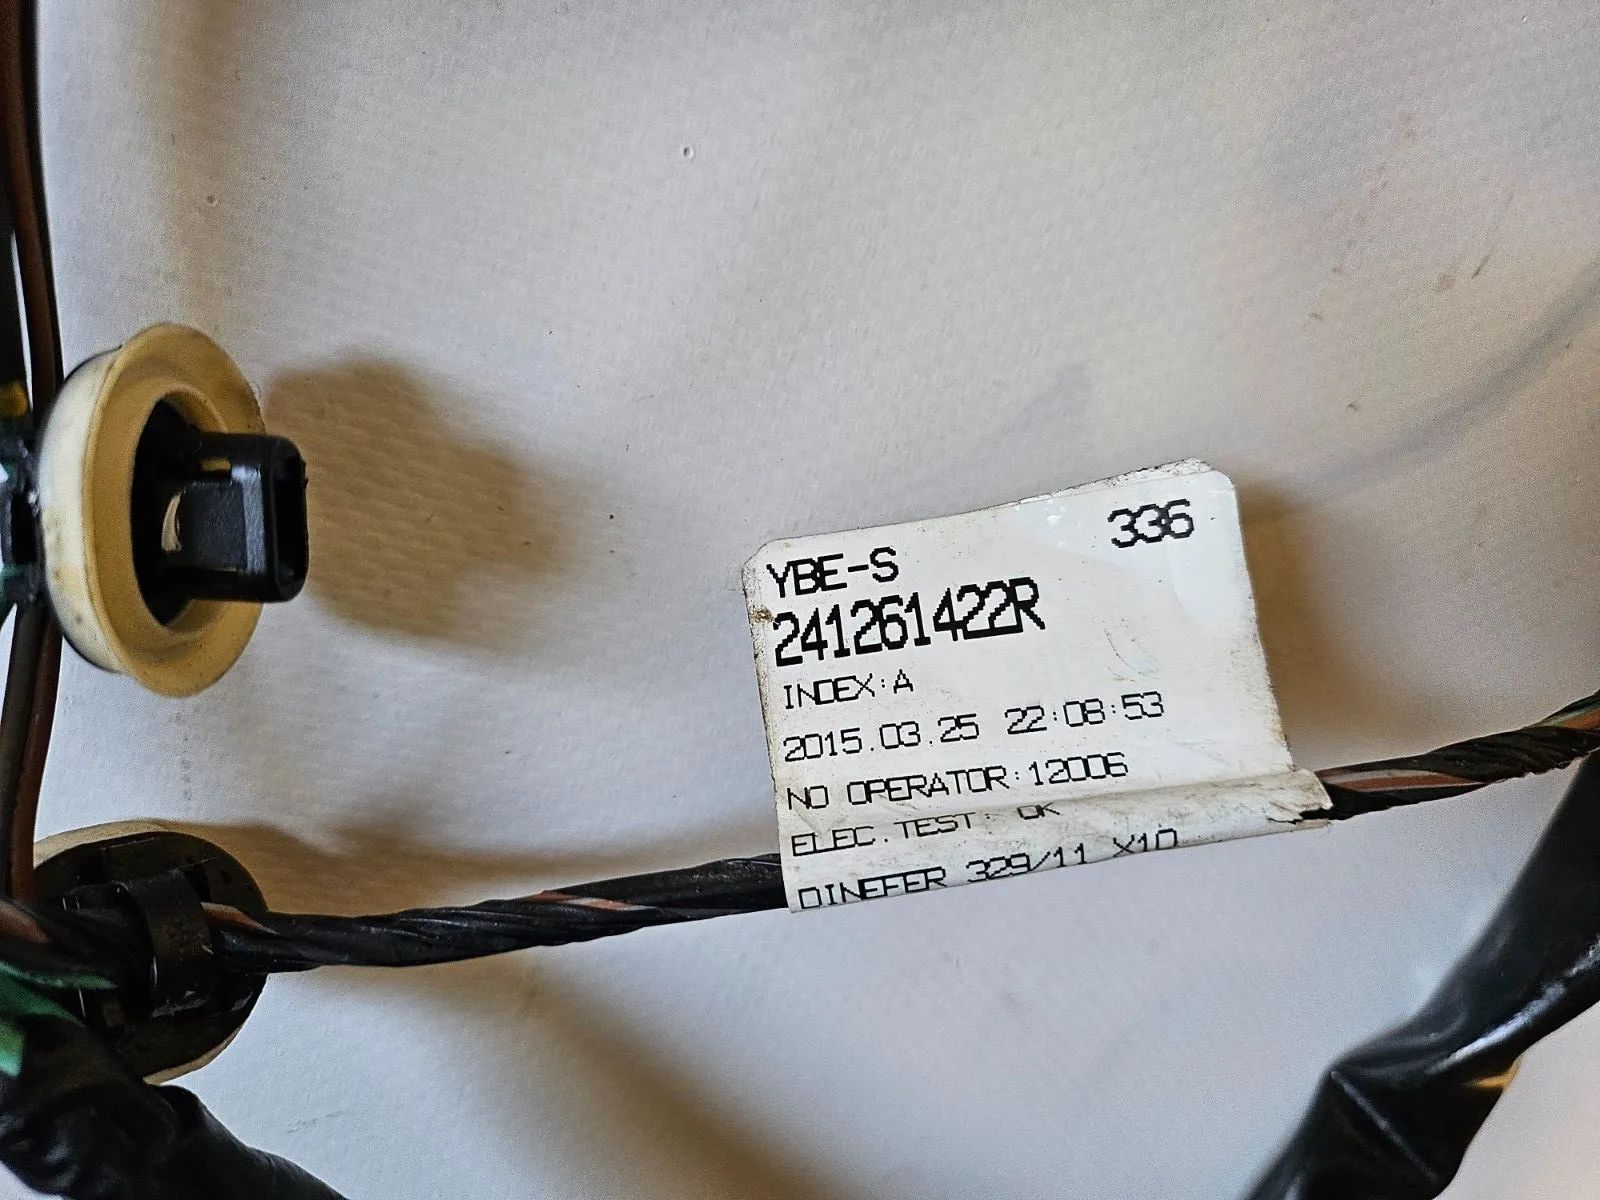 336
YBE-S
241261422R
INDEX:A
2015.03.25 22:08:53
NO OPERATOR:12006
ELEC.TEST: OK
DINEFER 329/11 X10